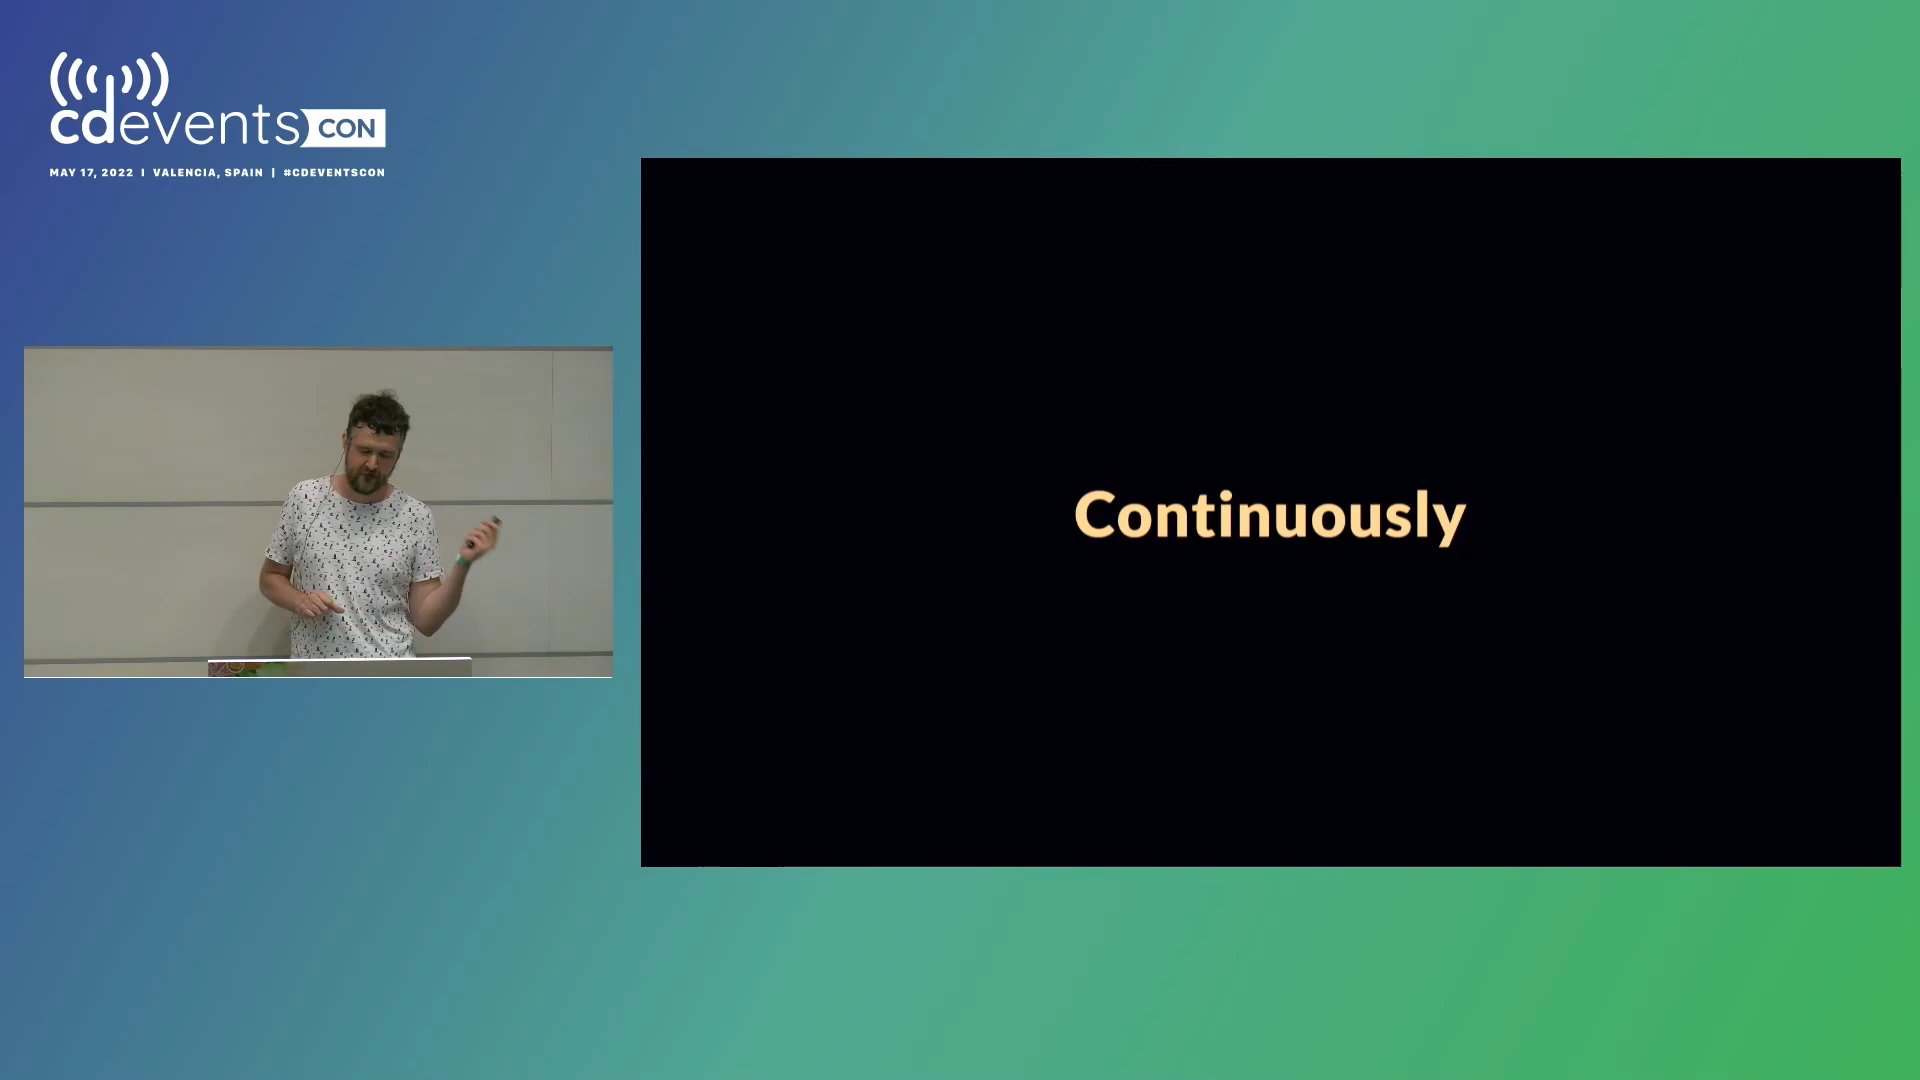 cdevents CON
MAY 17, 2022 | VALENCIA, SPAIN | #CDEVENTSCON
Continuously